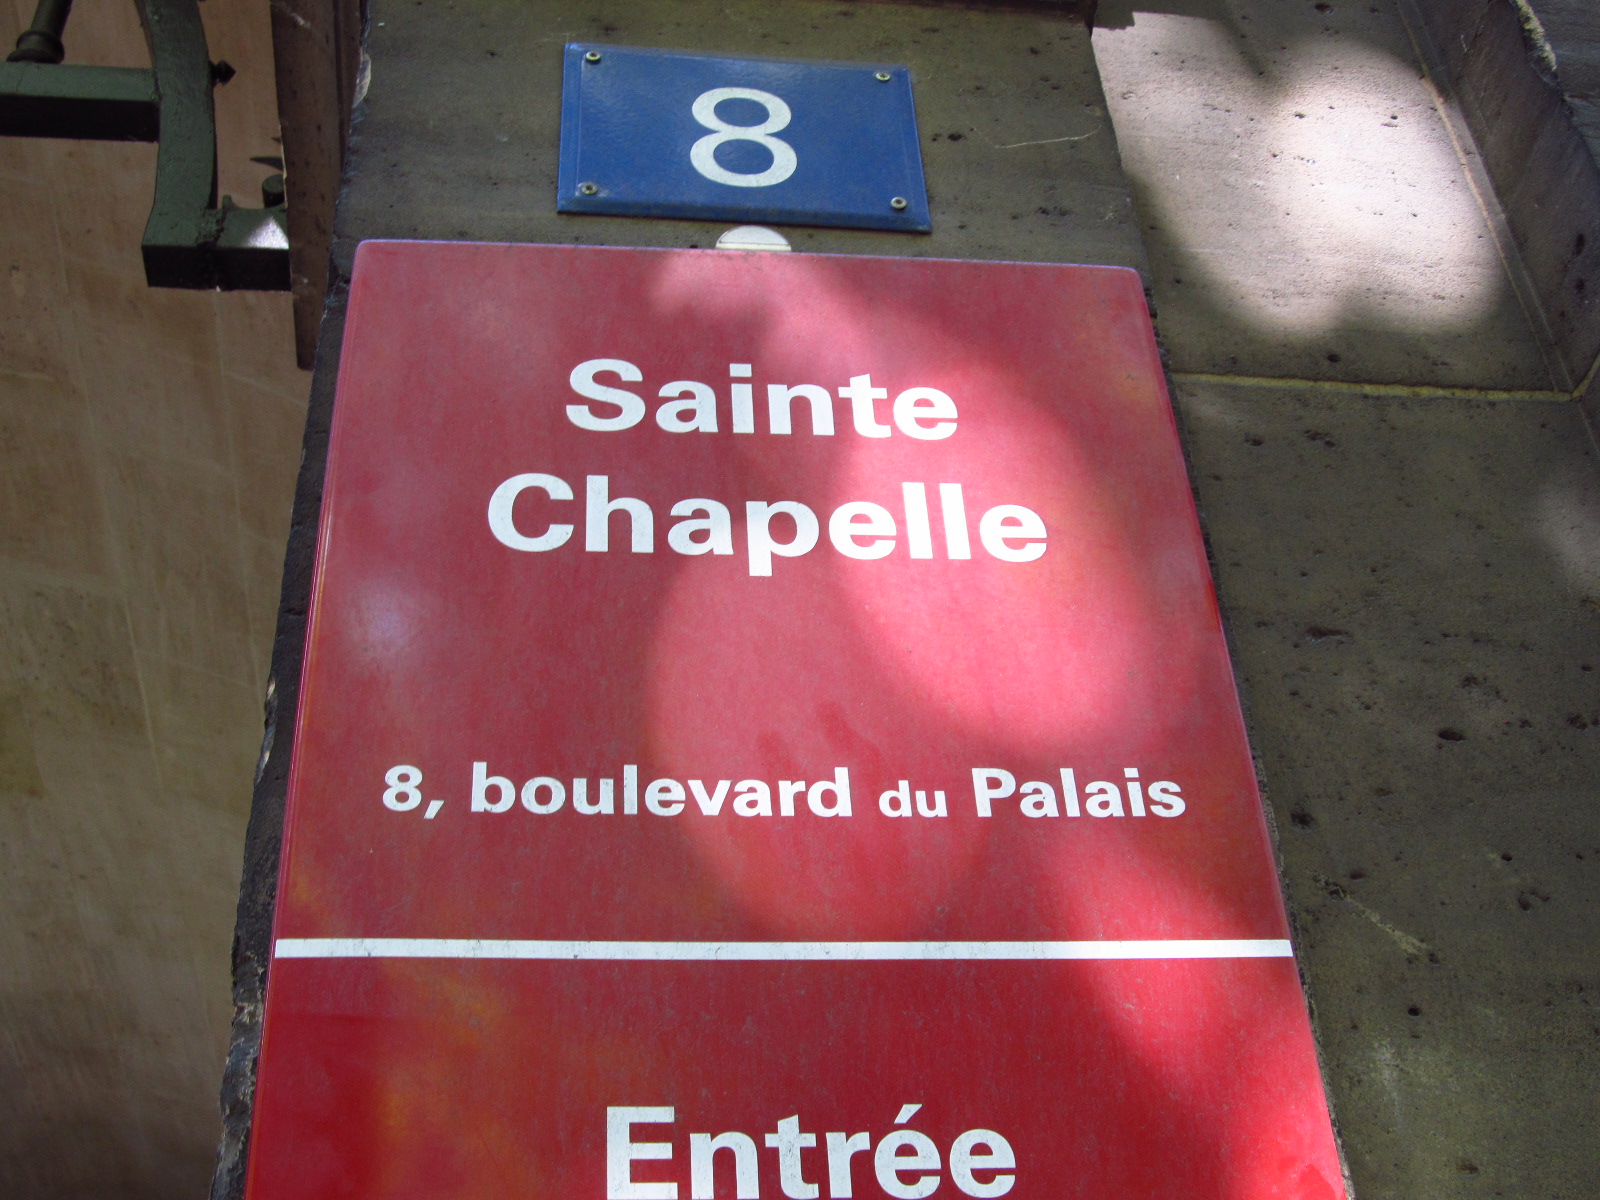 8
Sainte
Chapelle
8, boulevard du Palais
Entrée